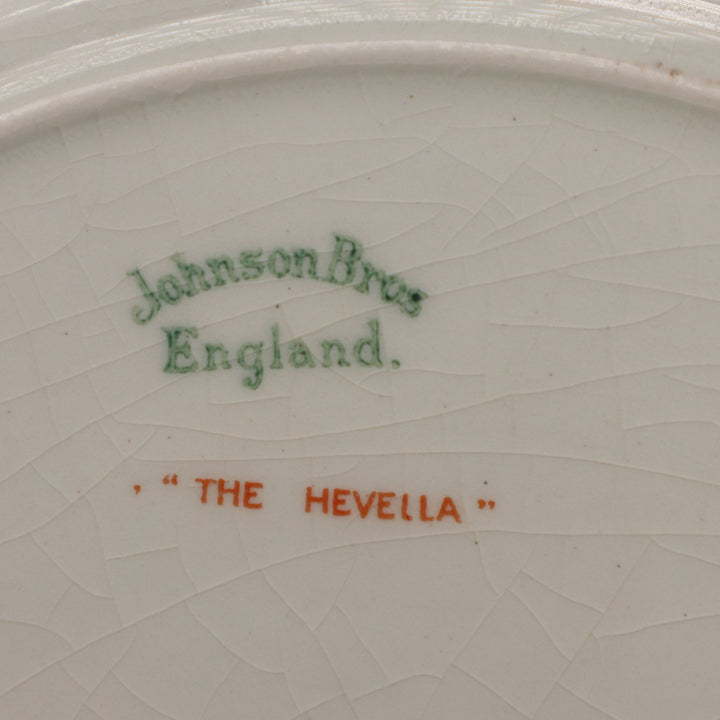 Johnson Bros
England.
, “ THE HEVELLA ”